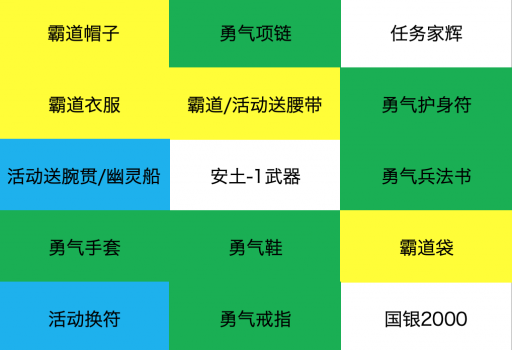 霸道帽子
勇气项链
任务家辉
霸道衣服
霸道/活动送腰带
勇气护身符
活动送腕贯/幽灵船
安土-1武器
勇气兵法书
勇气手套
勇气鞋
霸道袋
活动换符
勇气戒指
国银2000